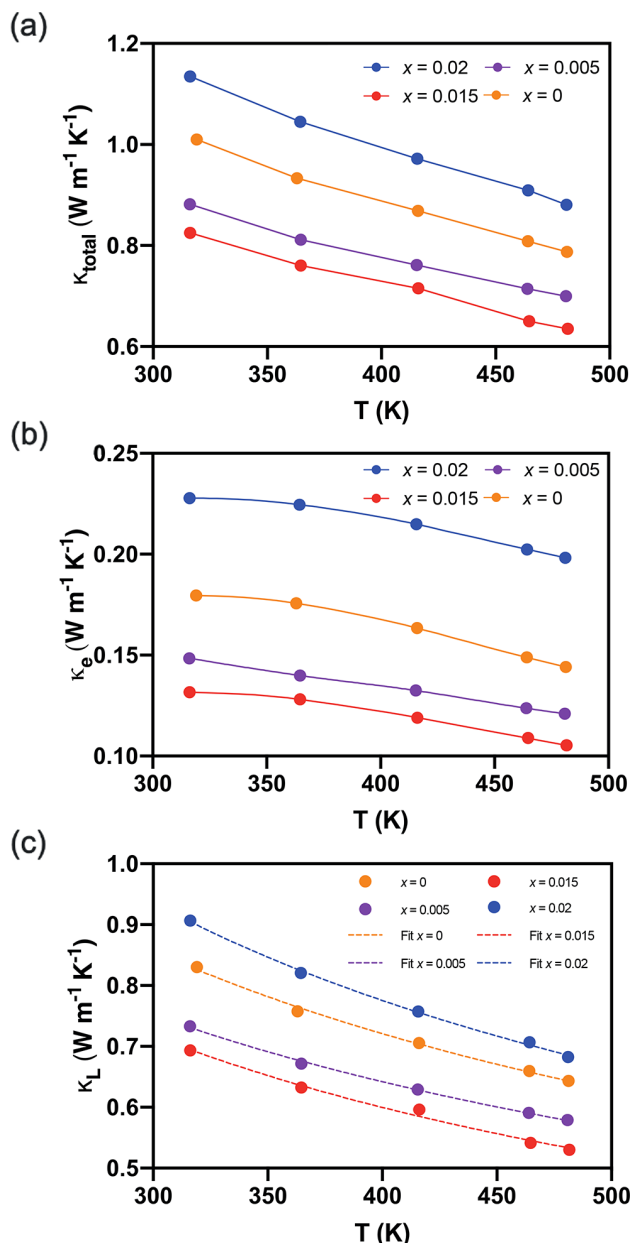 (a)
1.2
1.0
0.8
0.6
κtotal (W m⁻¹ K⁻¹)
x = 0.02 x = 0.005
x = 0.015 x = 0
300 350 400 450 500
T (K)
(b)
0.25
0.20
0.15
0.10
κe (W m⁻¹ K⁻¹)
x = 0.02 x = 0.005
x = 0.015 x = 0
300 350 400 450 500
T (K)
(c)
1.0
0.9
0.8
0.7
0.6
0.5
κL (W m⁻¹ K⁻¹)
x = 0 x = 0.015
x = 0.005 x = 0.02
Fit x = 0 Fit x = 0.015
Fit x = 0.005 Fit x = 0.02
300 350 400 450 500
T (K)